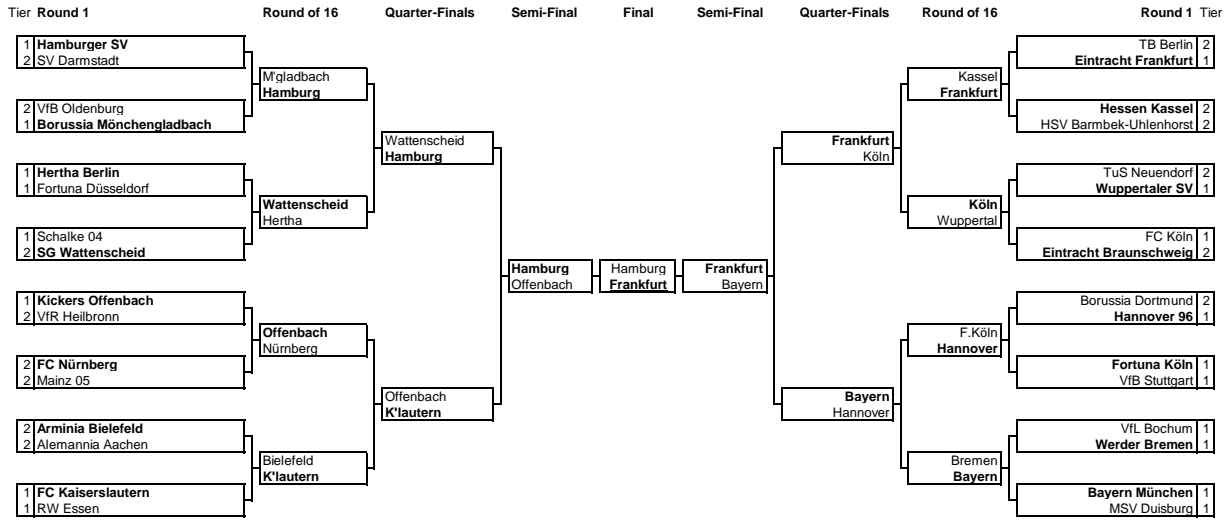 Tier Round 1 Round of 16 Quarter-Finals Semi-Final Final Semi-Final Quarter-Finals Round of 16 Round 1 Tier
1 Hamburger SV TB Berlin 2
2 SV Darmstadt Eintracht Frankfurt 1
M'gladbach Kassel
Hamburg Frankfurt
2 VfB Oldenburg Hessen Kassel 2
1 Borussia Mönchengladbach HSV Barmbek-Uhlenhorst 2
Wattenscheid Frankfurt
Hamburg Köln
1 Hertha Berlin TuS Neuendorf 2
1 Fortuna Düsseldorf Wuppertaler SV 1
Wattenscheid Köln
Hertha Wuppertal
1 Schalke 04 FC Köln 1
2 SG Wattenscheid Eintracht Braunschweig 2
Hamburg Hamburg Frankfurt
Offenbach Frankfurt Bayern
1 Kickers Offenbach Borussia Dortmund 2
2 VfR Heilbronn Hannover 96 1
Offenbach F.Köln
Nürnberg Hannover
2 FC Nürnberg Fortuna Köln 1
2 Mainz 05 VfB Stuttgart 1
Offenbach Bayern
K'lautern Hannover
2 Arminia Bielefeld VfL Bochum 1
2 Alemannia Aachen Werder Bremen 1
Bielefeld Bremen
K'lautern Bayern
1 FC Kaiserslautern Bayern München 1
1 RW Essen MSV Duisburg 1